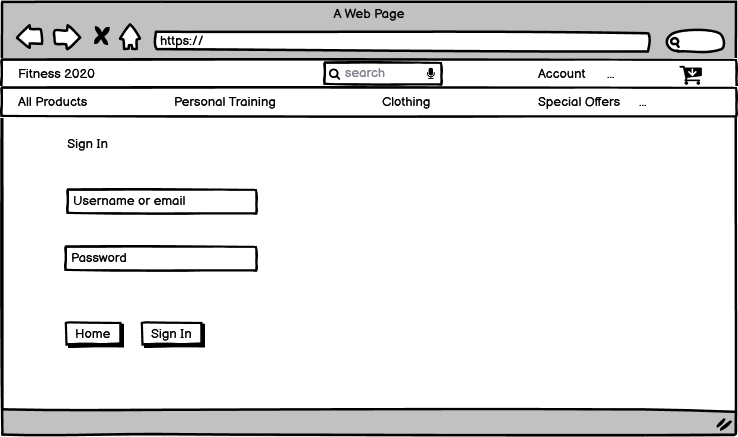 A Web Page
https://
Fitness 2020
search
Account ...
All Products
Personal Training
Clothing
Special Offers ...
Sign In
Username or email
Password
Home
Sign In